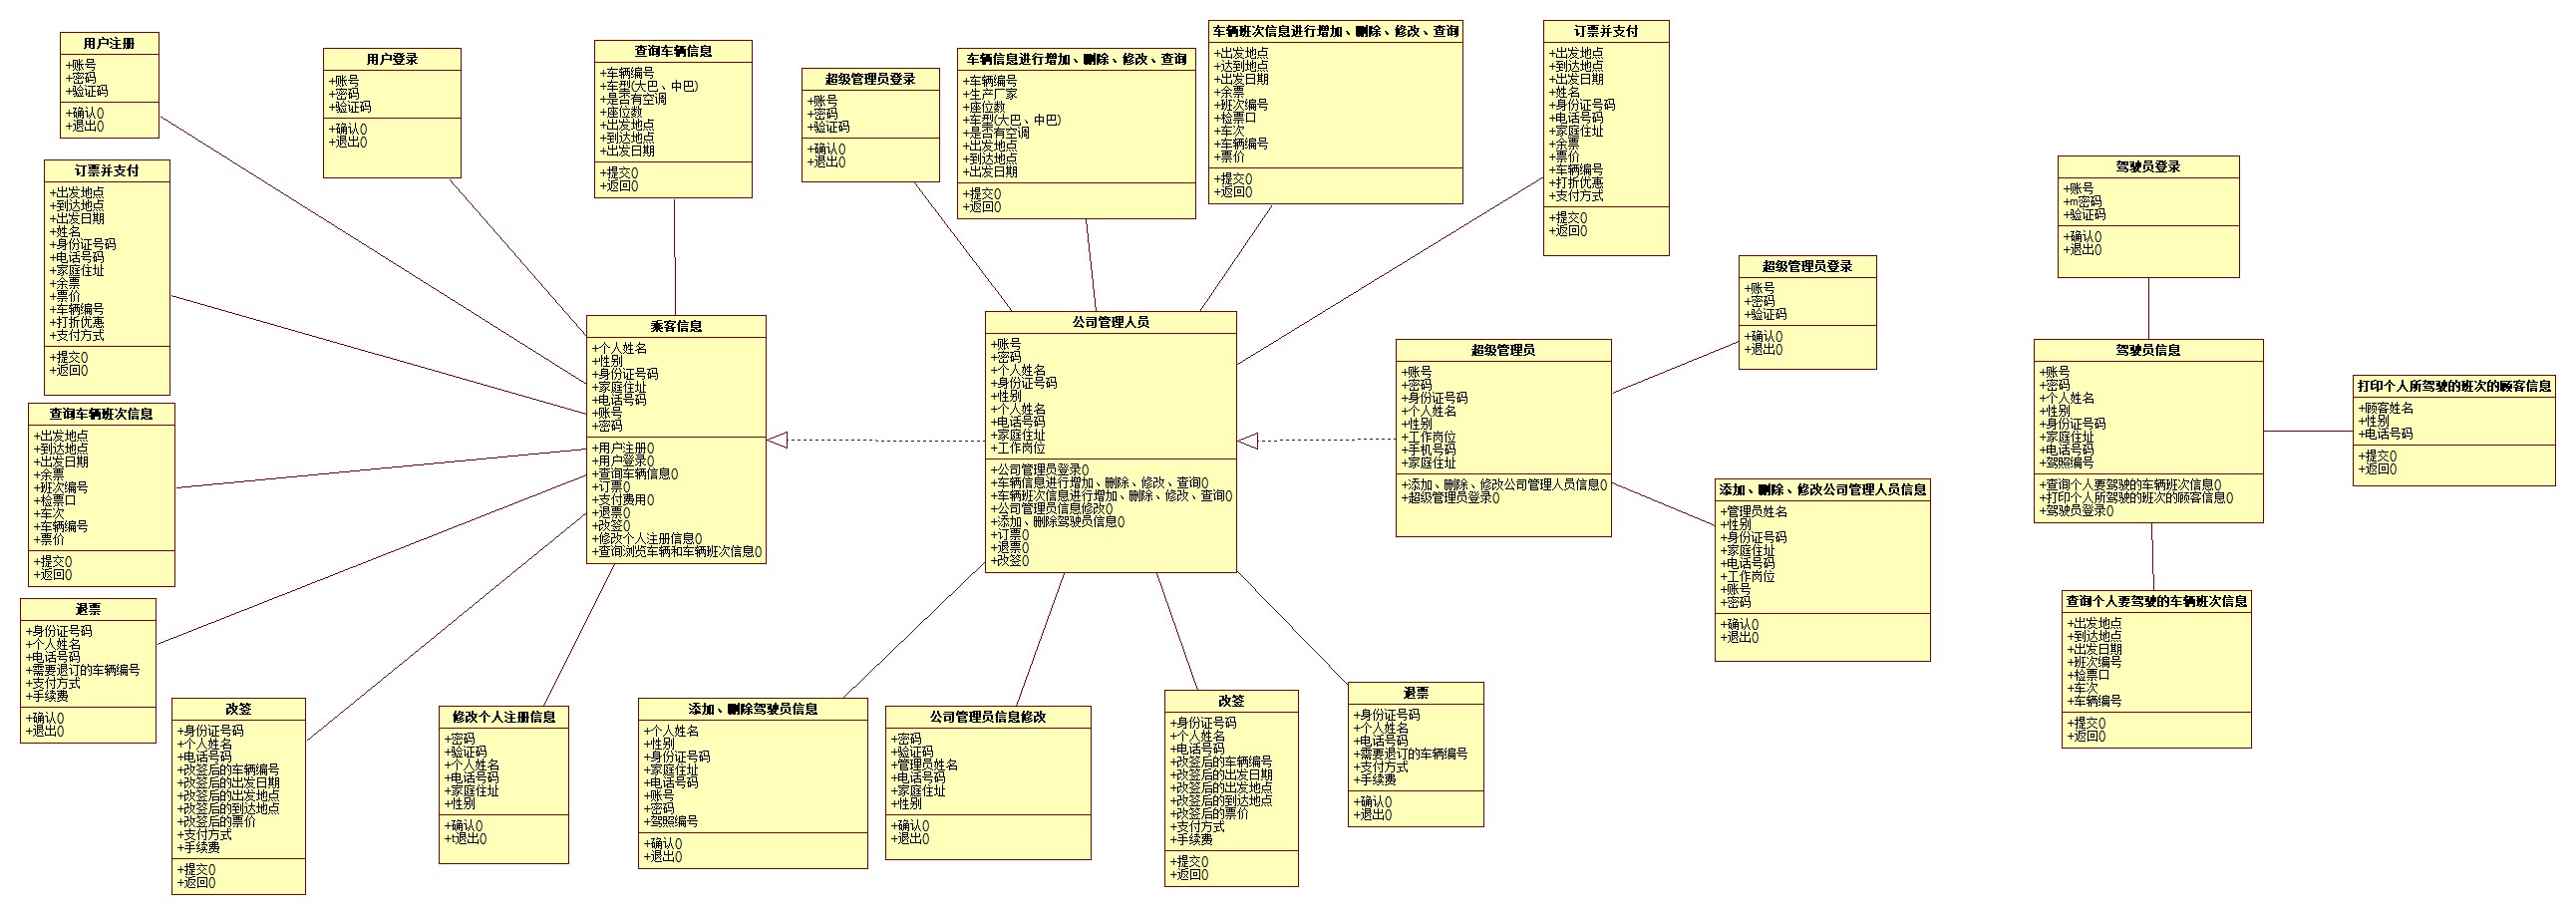 用户注册
+账号
+密码
+验证码
+确认()
+退出()
用户登录
+账号
+密码
+验证码
+确认()
+退出()
查询车辆信息
+车辆编号
+车型(大巴、中巴)
+是否有空调
+座位数
+出发地点
+到达地点
+出发日期
+提交()
+返回()
超级管理员登录
+账号
+密码
+验证码
+确认()
+退出()
车辆信息进行增加、删除、修改、查询
+车辆编号
+生产厂家
+座位数
+车型(大巴、中巴)
+是否有空调
+出发地点
+到达地点
+出发日期
+提交()
+返回()
车辆班次信息进行增加、删除、修改、查询
+出发地点
+达到地点
+出发日期
+余票
+班次编号
+检票口
+车次
+车辆编号
+票价
+提交()
+返回()
订票并支付
+出发地点
+到达地点
+出发日期
+姓名
+身份证号码
+电话号码
+家庭住址
+余票
+票价
+车辆编号
+打折优惠
+支付方式
+提交()
+返回()
驾驶员登录
+账号
+m密码
+验证码
+确认()
+退出()
订票并支付
+出发地点
+到达地点
+出发日期
+姓名
+身份证号码
+电话号码
+家庭住址
+余票
+票价
+车辆编号
+打折优惠
+支付方式
+提交()
+返回()
超级管理员登录
+账号
+密码
+验证码
+确认()
+退出()
乘客信息
+个人姓名
+性别
+身份证号码
+家庭住址
+电话号码
+账号
+密码
+用户注册()
+用户登录()
+查询车辆信息()
+订票()
+支付费用()
+退票()
+改签()
+修改个人注册信息()
+查询浏览车辆和车辆班次信息()
公司管理人员
+账号
+密码
+个人姓名
+身份证号码
+性别
+个人姓名
+电话号码
+家庭住址
+工作岗位
+公司管理员登录()
+车辆信息进行增加、删除、修改、查询()
+车辆班次信息进行增加、删除、修改、查询()
+公司管理员信息修改()
+添加、删除驾驶员信息()
+订票()
+退票()
+改签()
超级管理员
+账号
+密码
+身份证号码
+个人姓名
+性别
+工作岗位
+手机号码
+家庭住址
+添加、删除、修改公司管理人员信息()
+超级管理员登录()
驾驶员信息
+账号
+密码
+个人姓名
+性别
+身份证号码
+家庭住址
+电话号码
+驾照编号
+查询个人要驾驶的车辆班次信息()
+打印个人所驾驶的班次的顾客信息()
+驾驶员登录()
打印个人所驾驶的班次的顾客信息
+顾客姓名
+性别
+电话号码
+提交()
+返回()
查询车辆班次信息
+出发地点
+到达地点
+出发日期
+余票
+班次编号
+检票口
+车次
+车辆编号
+票价
+提交()
+返回()
添加、删除、修改公司管理人员信息
+管理员姓名
+性别
+身份证号码
+家庭住址
+电话号码
+工作岗位
+账号
+密码
+确认()
+退出()
查询个人要驾驶的车辆班次信息
+出发地点
+到达地点
+出发日期
+班次编号
+检票口
+车次
+车辆编号
+提交()
+返回()
退票
+身份证号码
+个人姓名
+电话号码
+需要退订的车辆编号
+支付方式
+手续费
+确认()
+退出()
改签
+身份证号码
+个人姓名
+电话号码
+改签后的车辆编号
+改签后的出发日期
+改签后的出发地点
+改签后的到达地点
+改签后的票价
+支付方式
+手续费
+提交()
+返回()
修改个人注册信息
+密码
+验证码
+个人姓名
+电话号码
+家庭住址
+性别
+确认()
+t退出()
添加、删除驾驶员信息
+个人姓名
+性别
+身份证号码
+家庭住址
+电话号码
+账号
+密码
+驾照编号
+确认()
+退出()
公司管理员信息修改
+密码
+验证码
+管理员姓名
+电话号码
+家庭住址
+性别
+确认()
+退出()
改签
+身份证号码
+个人姓名
+电话号码
+改签后的车辆编号
+改签后的出发日期
+改签后的出发地点
+改签后的到达地点
+改签后的票价
+支付方式
+手续费
+提交()
+返回()
退票
+身份证号码
+个人姓名
+电话号码
+需要退订的车辆编号
+支付方式
+手续费
+确认()
+退出()